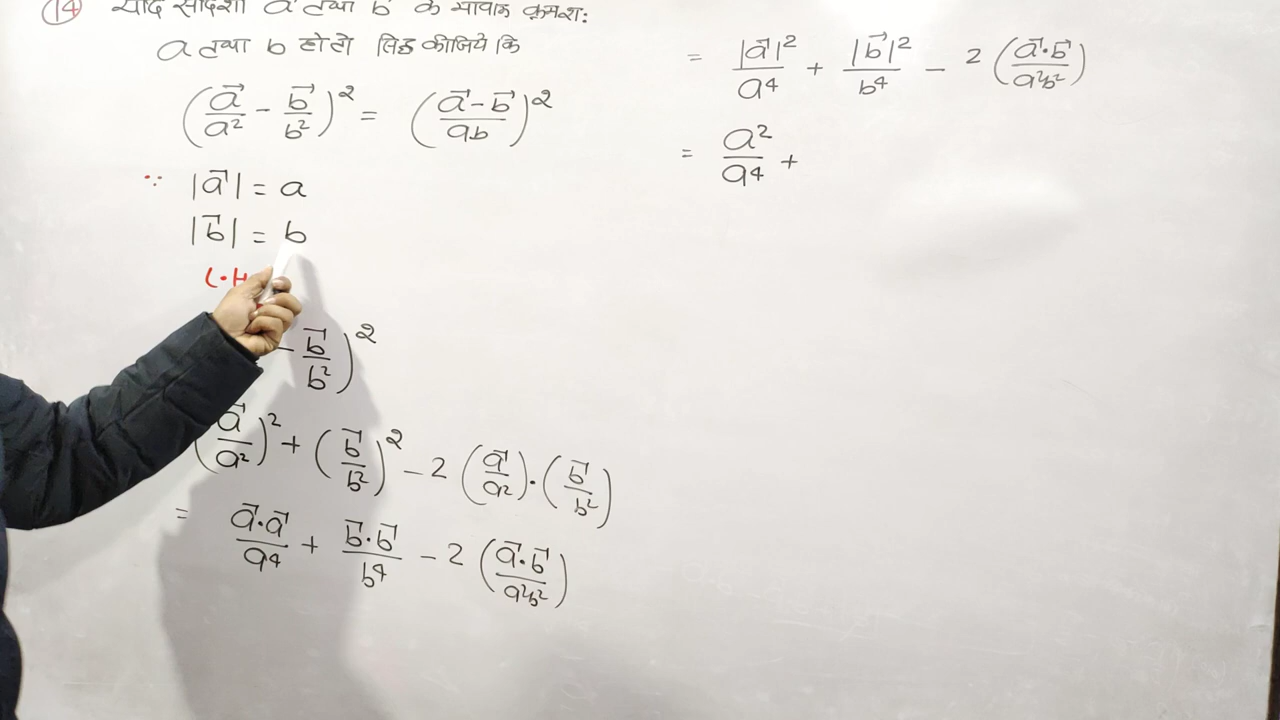 (14) यदि सदिशों a⃗ तथा b⃗ के मापांक क्रमशः
a तथा b हो तो सिद्ध कीजिये कि
(a⃗/a² - b⃗/b²)² = ((a⃗ - b⃗)/ab)²
∵ |a⃗| = a
|b⃗| = b
L·H
- b⃗/b²)²
(a⃗/a²)² + (b⃗/b²)² - 2 (a⃗/a²)·(b⃗/b²)
= a⃗·a⃗/a⁴ + b⃗·b⃗/b⁴ - 2 (a⃗·b⃗/a²b²)
= |a⃗|²/a⁴ + |b⃗|²/b⁴ - 2 (a⃗·b⃗/a²b²)
= a²/a⁴ +